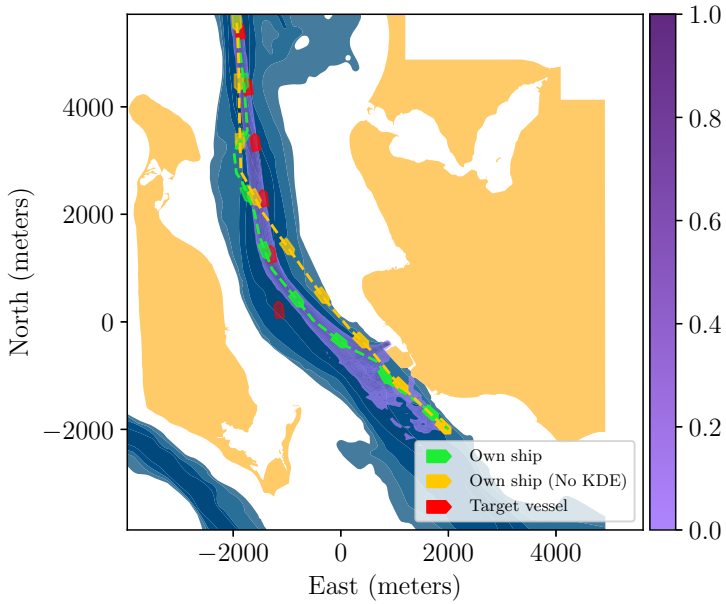 4000
2000
0
−2000
North (meters)
−2000
0
2000
4000
East (meters)
Own ship
Own ship (No KDE)
Target vessel
1.0
0.8
0.6
0.4
0.2
0.0